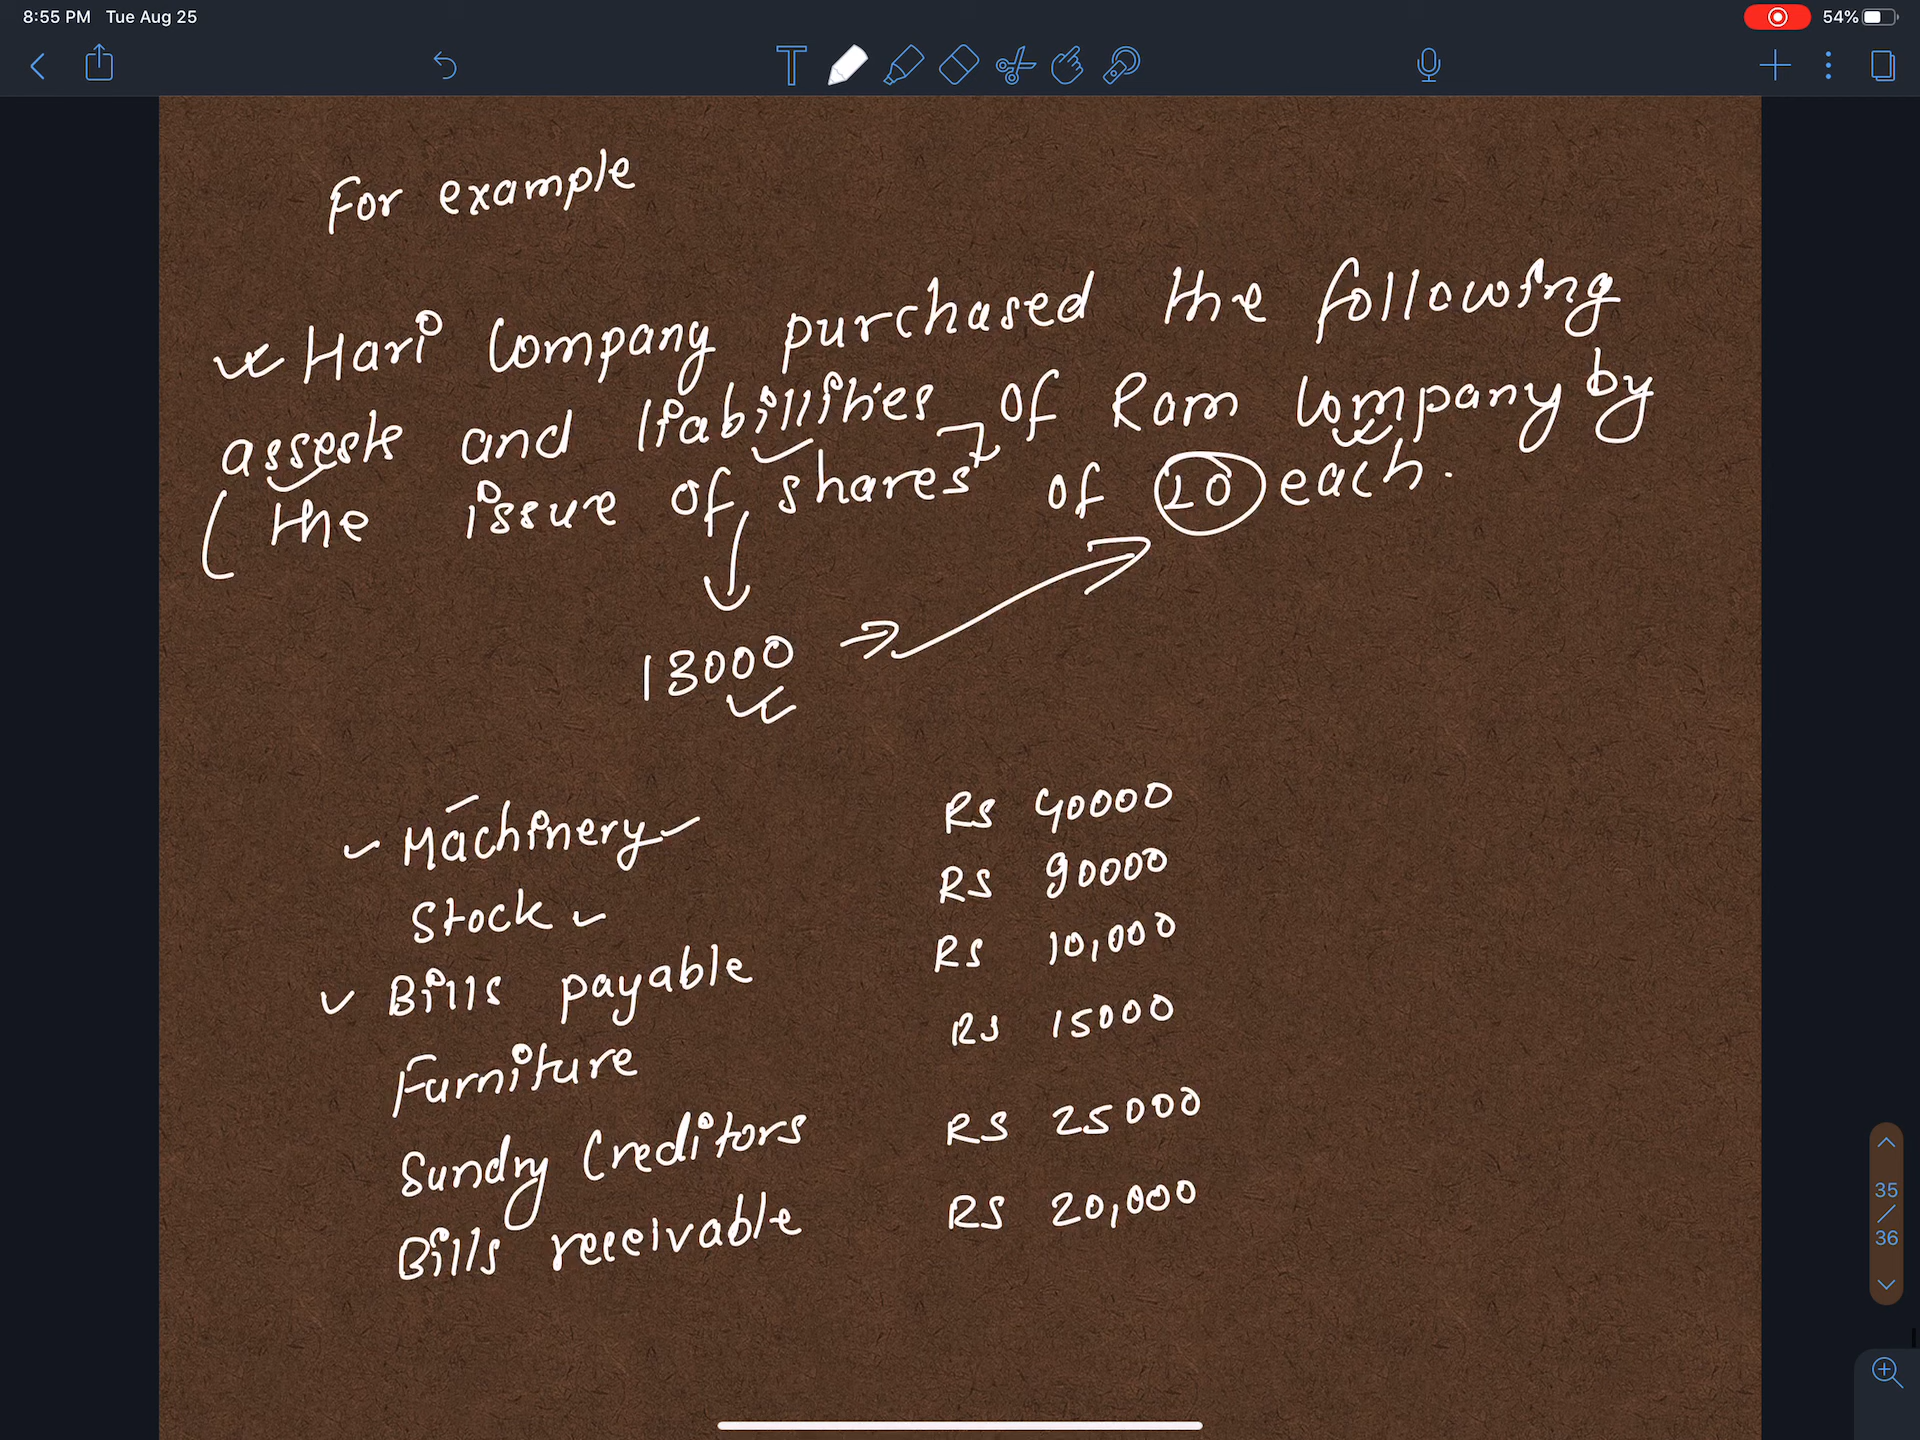 8:55 PM Tue Aug 25
54%
For example
Hari Company purchased the following
assests and liabilities of Ram Company by
the issue of shares of 10 each.
13000
Machinery Rs 40000
Stock Rs 90000
Bills payable Rs 10,000
Furniture Rs 15000
Sundry Creditors Rs 25000
Bills receivable Rs 20,000
35
/
36